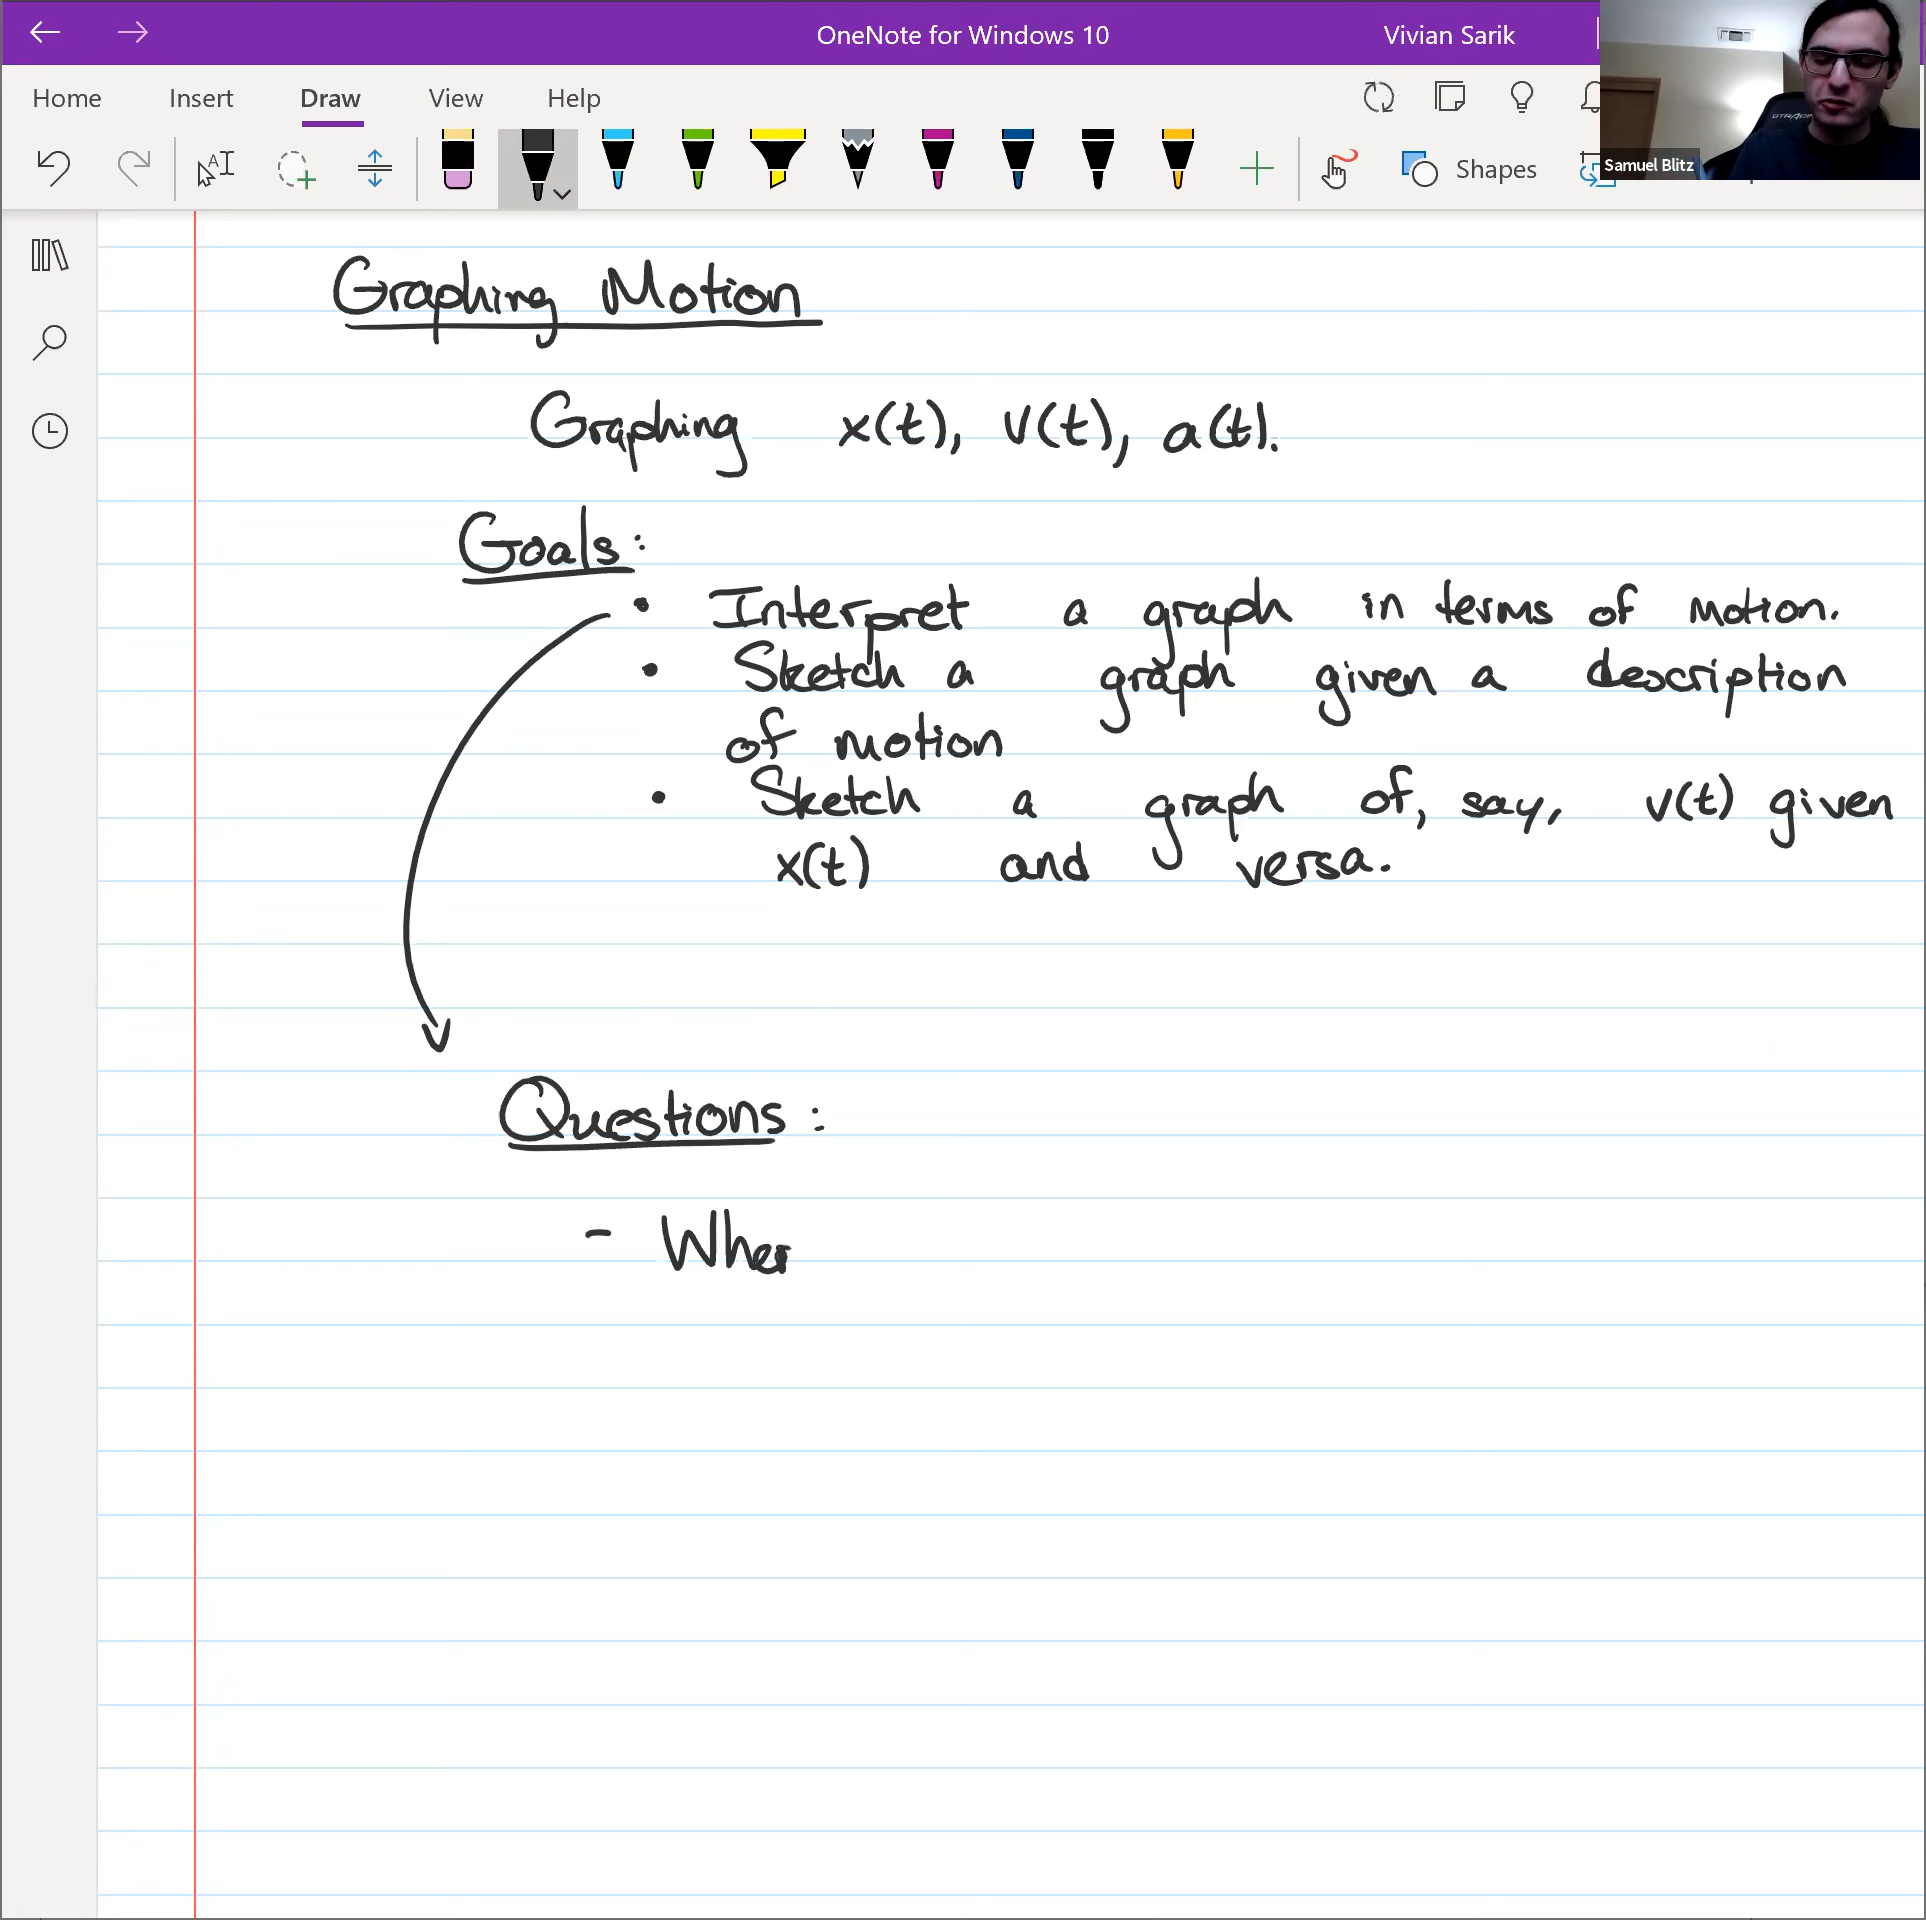 OneNote for Windows 10
Vivian Sarik
Home Insert Draw View Help
Shapes
GTRACING
Samuel Blitz
Graphing Motion
Graphing x(t), v(t), a(t).
Goals:
• Interpret a graph in terms of motion.
• Sketch a graph given a description
of motion
• Sketch a graph of, say, v(t) given
x(t) and versa.
Questions:
- Wher